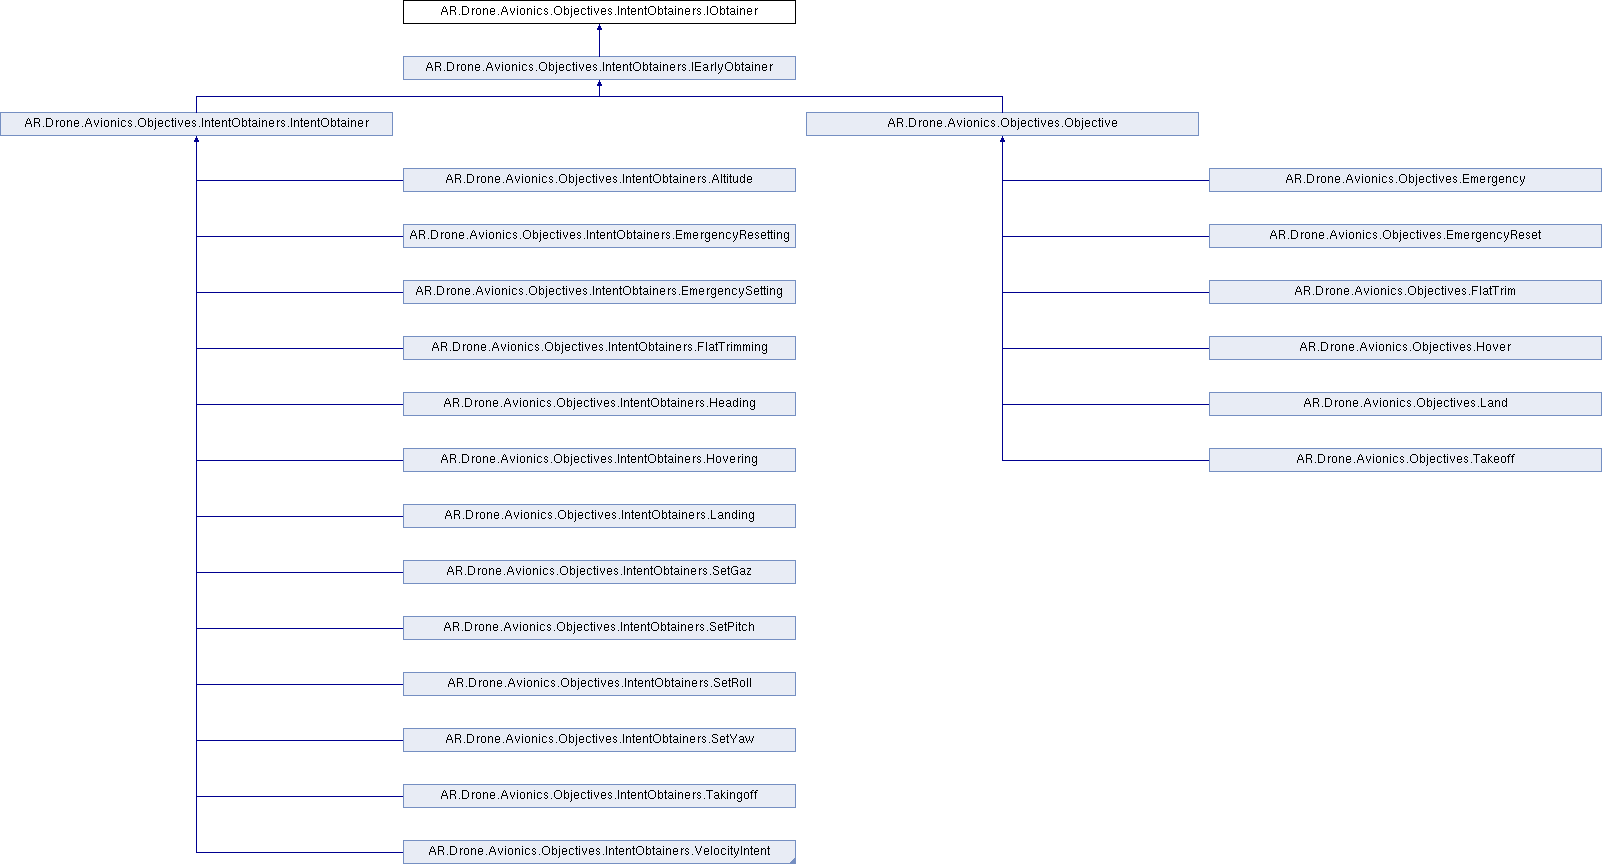 AR.Drone.Avionics.Objectives.IntentObtainers.IObtainer
AR.Drone.Avionics.Objectives.IntentObtainers.IEarlyObtainer
AR.Drone.Avionics.Objectives.IntentObtainers.IntentObtainer
AR.Drone.Avionics.Objectives.Objective
AR.Drone.Avionics.Objectives.IntentObtainers.Altitude
AR.Drone.Avionics.Objectives.Emergency
AR.Drone.Avionics.Objectives.IntentObtainers.EmergencyResetting
AR.Drone.Avionics.Objectives.EmergencyReset
AR.Drone.Avionics.Objectives.IntentObtainers.EmergencySetting
AR.Drone.Avionics.Objectives.FlatTrim
AR.Drone.Avionics.Objectives.IntentObtainers.FlatTrimming
AR.Drone.Avionics.Objectives.Hover
AR.Drone.Avionics.Objectives.IntentObtainers.Heading
AR.Drone.Avionics.Objectives.Land
AR.Drone.Avionics.Objectives.IntentObtainers.Hovering
AR.Drone.Avionics.Objectives.Takeoff
AR.Drone.Avionics.Objectives.IntentObtainers.Landing
AR.Drone.Avionics.Objectives.IntentObtainers.SetGaz
AR.Drone.Avionics.Objectives.IntentObtainers.SetPitch
AR.Drone.Avionics.Objectives.IntentObtainers.SetRoll
AR.Drone.Avionics.Objectives.IntentObtainers.SetYaw
AR.Drone.Avionics.Objectives.IntentObtainers.Takingoff
AR.Drone.Avionics.Objectives.IntentObtainers.VelocityIntent